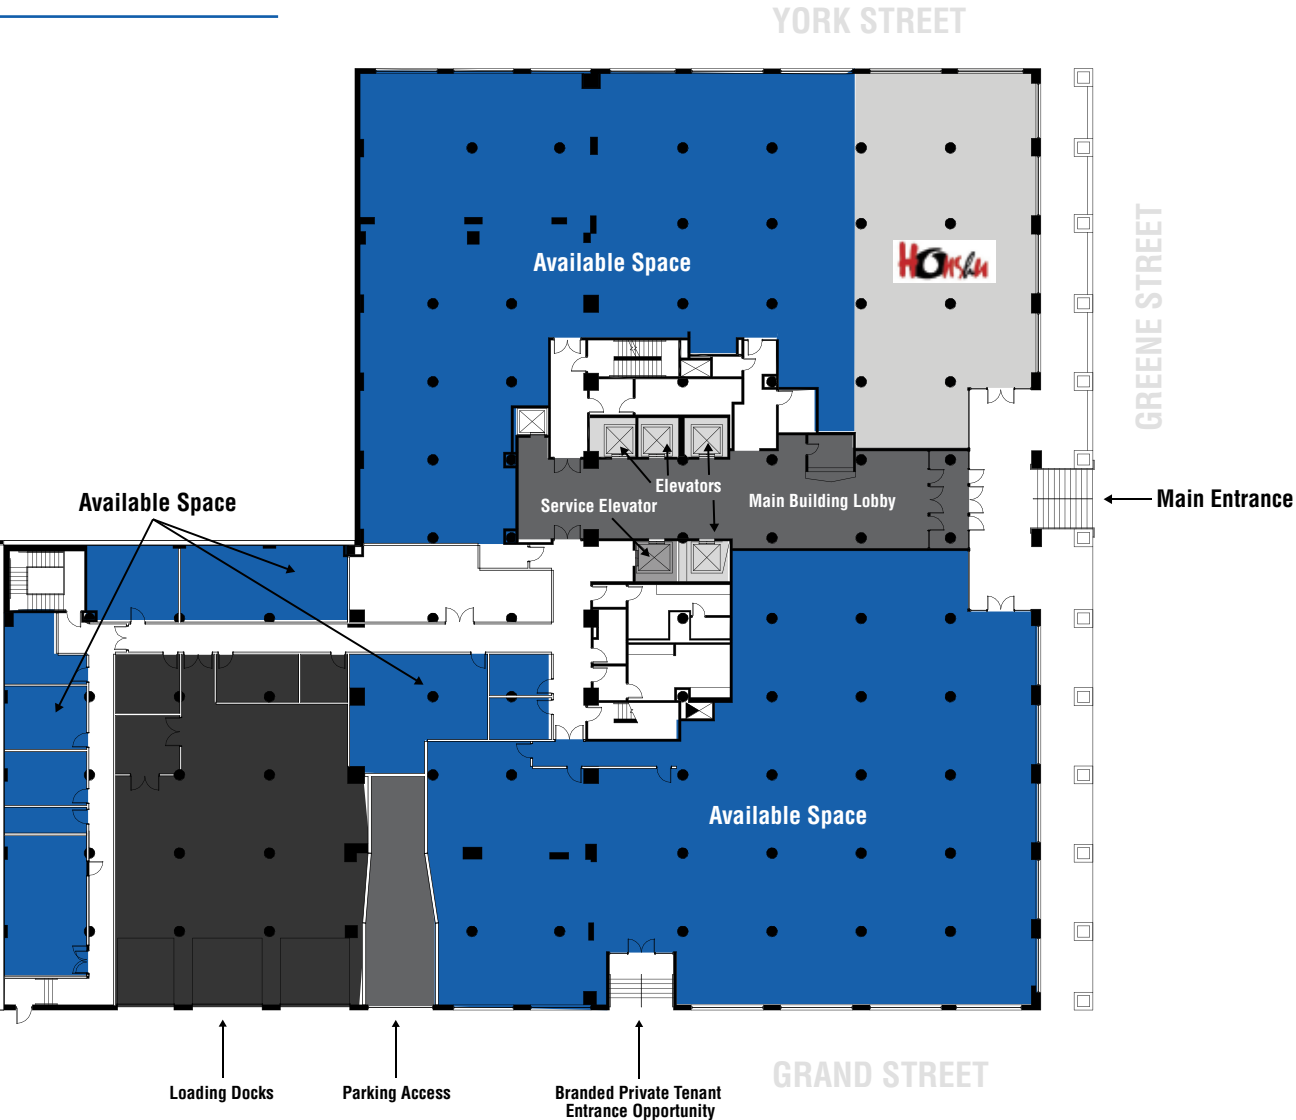 YORK STREET
Available Space
Honshu
GREENE STREET
Available Space
Elevators
Service Elevator
Main Building Lobby
Main Entrance
Available Space
Loading Docks
Parking Access
Branded Private Tenant
Entrance Opportunity
GRAND STREET